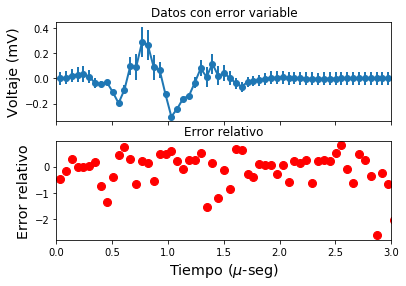 Datos con error variable
Voltaje (mV)
0.4
0.2
0.0
−0.2
Error relativo
Error relativo
0
−1
−2
0.0 0.5 1.0 1.5 2.0 2.5 3.0
Tiempo (μ-seg)